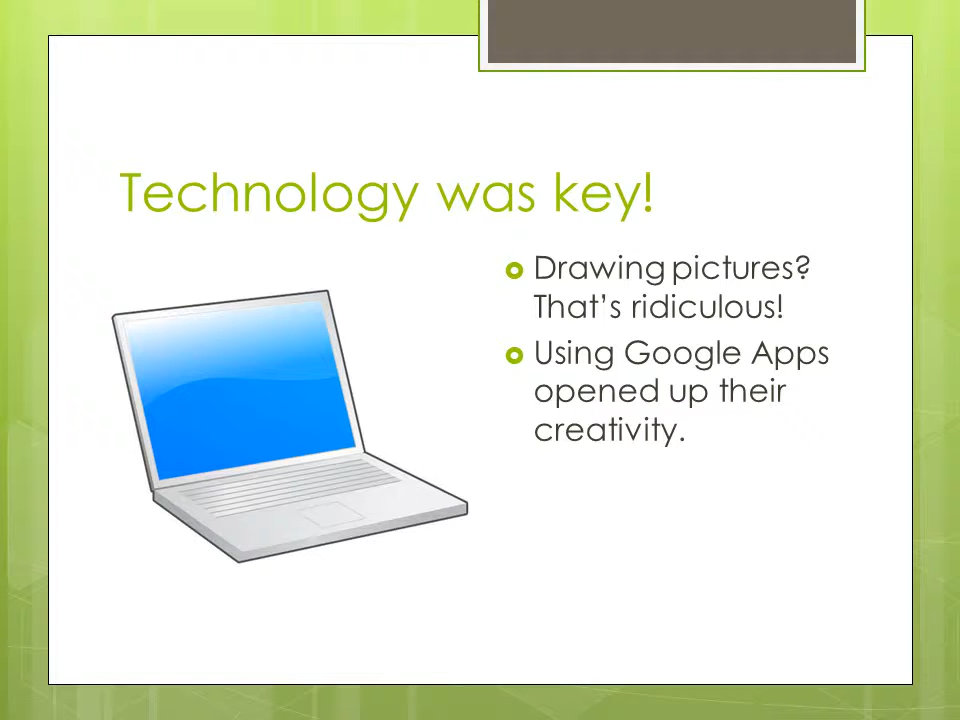 Technology was key!
Drawing pictures?
That’s ridiculous!
Using Google Apps
opened up their
creativity.